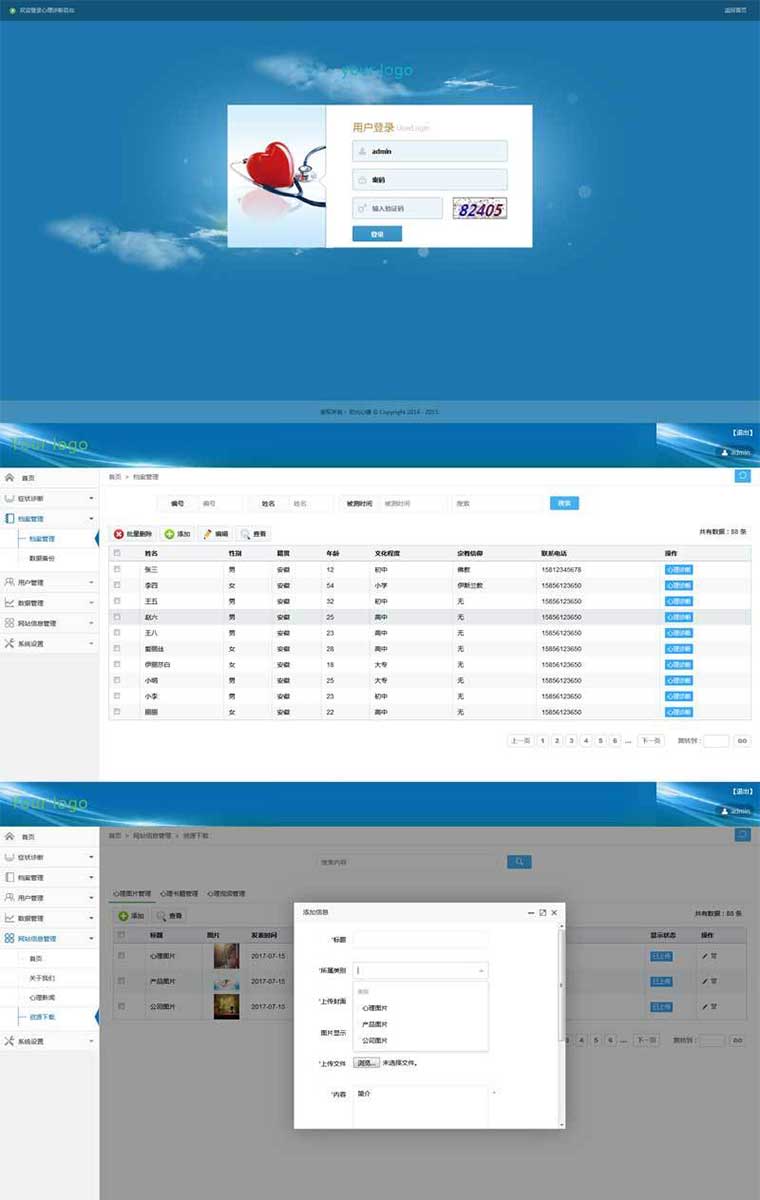 欢迎登录心理诊断后台 返回首页
your logo
用户登录 UserLogin
admin
密码
输入验证码 82405
登录
Your logo 【退出】
admin
首页 首页 > 档案管理
症状诊断 编号 编号 姓名 姓名 被测时间 被测时间 搜索 搜索
档案管理
档案管理 批量删除 添加 编辑 查看 共有数据：88 条
数据备份 姓名 性别 籍贯 年龄 文化程度 宗教信仰 联系电话 操作
张三 男 安徽 12 初中 佛教 15812345678 心理诊断
用户管理 李四 女 安徽 54 小学 伊斯兰教 15856123650 心理诊断
数据管理 王五 男 安徽 32 初中 无 15856123650 心理诊断
网站信息管理 赵六 男 安徽 25 高中 无 15856123650 心理诊断
系统设置 王八 男 安徽 23 高中 无 15856123650 心理诊断
爱丽丝 女 安徽 28 高中 无 15856123650 心理诊断
伊丽莎白 女 安徽 18 大专 无 15856123650 心理诊断
小明 男 安徽 25 大专 无 15856123650 心理诊断
小李 男 安徽 23 初中 无 15856123650 心理诊断
丽丽 女 安徽 22 高中 无 15856123650 心理诊断
上一页 1 2 3 4 5 6 ... 下一页 跳转到： GO
Your logo 【退出】
admin
首页 首页 > 网站信息管理 > 资源下载
症状诊断 搜索内容
档案管理
用户管理 心理图片管理 心理书籍管理 心理视频管理
数据管理 添加 查看 共有数据：88 条
网站信息管理 标题 图片 发表时间 显示状态 操作
首页 心理图片 2017-07-15 已上传
关于我们 产品图片 2017-07-15 已上传
心理新闻 公司图片 2017-07-15 已上传
资源下载
系统设置 4 5 6 ... 下一页 跳转到： GO
添加信息
*标题
*所属类别
类别
*上传封面 心理图片
产品图片
图片显示 公司图片
*上传文件 浏览... 未选择文件。
*内容 简介